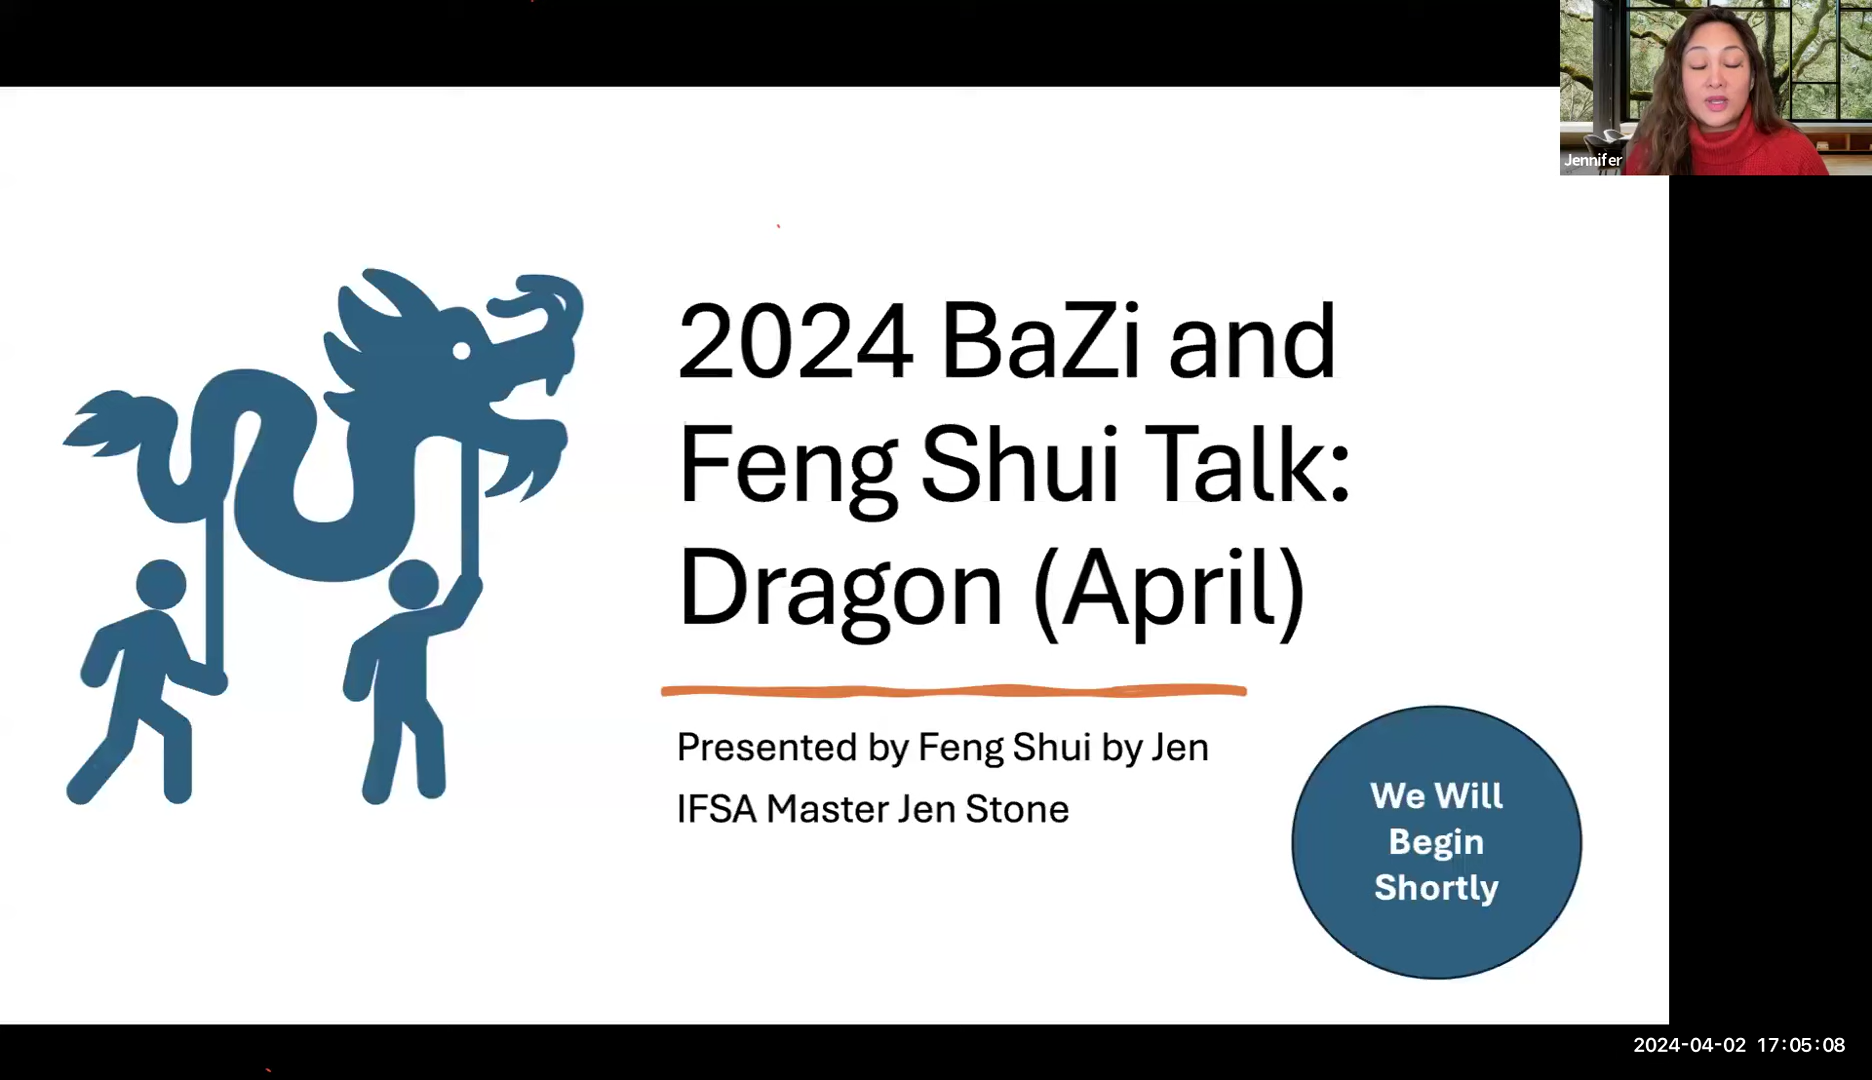 Jennifer
2024 BaZi and
Feng Shui Talk:
Dragon (April)
Presented by Feng Shui by Jen
IFSA Master Jen Stone
We Will
Begin
Shortly
2024-04-02 17:05:08